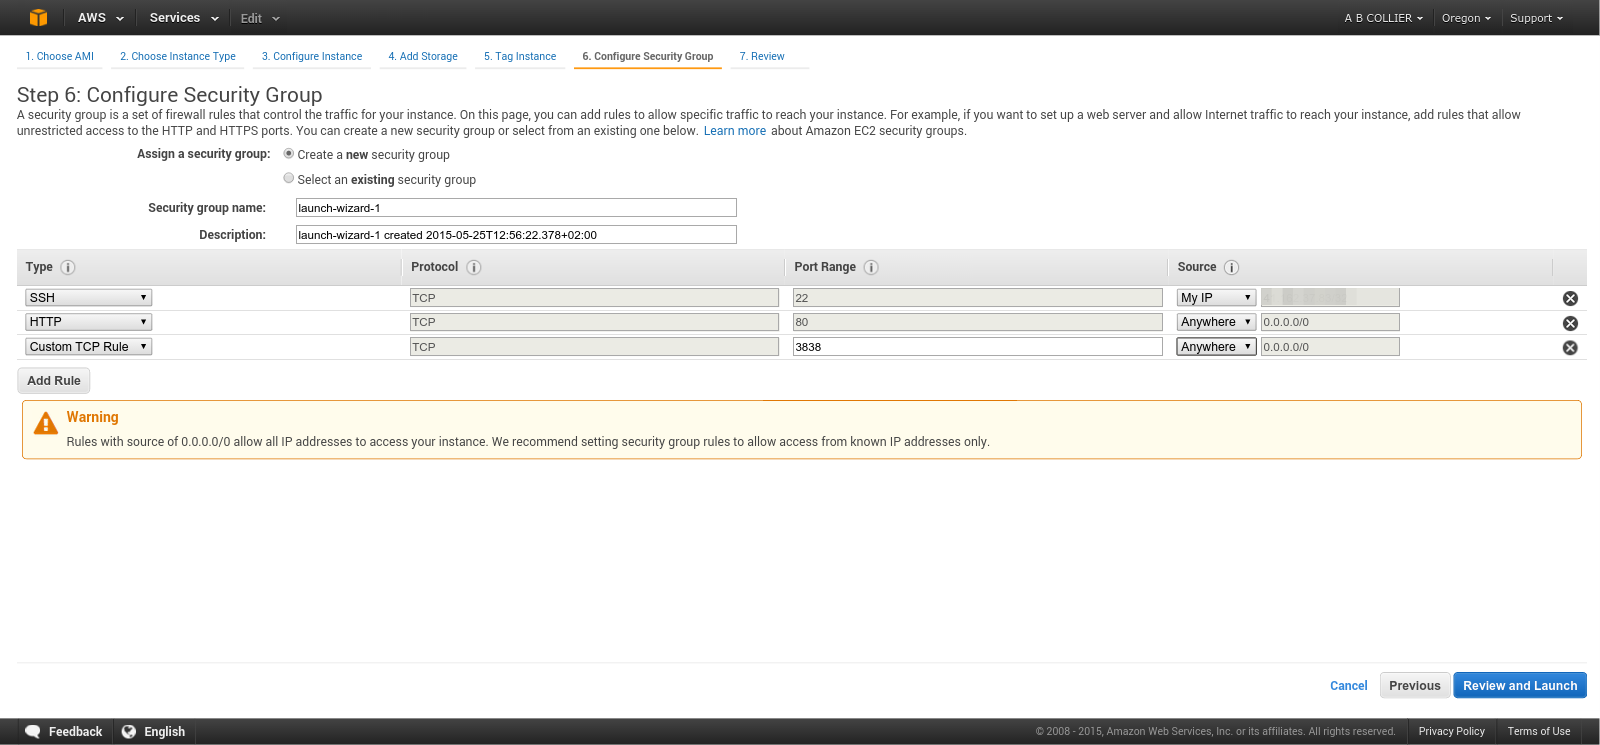 AWS Services Edit A B COLLIER Oregon Support
1. Choose AMI 2. Choose Instance Type 3. Configure Instance 4. Add Storage 5. Tag Instance 6. Configure Security Group 7. Review
Step 6: Configure Security Group
A security group is a set of firewall rules that control the traffic for your instance. On this page, you can add rules to allow specific traffic to reach your instance. For example, if you want to set up a web server and allow Internet traffic to reach your instance, add rules that allow
unrestricted access to the HTTP and HTTPS ports. You can create a new security group or select from an existing one below. Learn more about Amazon EC2 security groups.
Assign a security group: Create a new security group
Select an existing security group
Security group name: launch-wizard-1
Description: launch-wizard-1 created 2015-05-25T12:56:22.378+02:00
Type Protocol Port Range Source
SSH TCP 22 My IP
HTTP TCP 80 Anywhere 0.0.0.0/0
Custom TCP Rule TCP 3838 Anywhere 0.0.0.0/0
Add Rule
Warning
Rules with source of 0.0.0.0/0 allow all IP addresses to access your instance. We recommend setting security group rules to allow access from known IP addresses only.
Cancel Previous Review and Launch
Feedback English © 2008 - 2015, Amazon Web Services, Inc. or its affiliates. All rights reserved. Privacy Policy Terms of Use